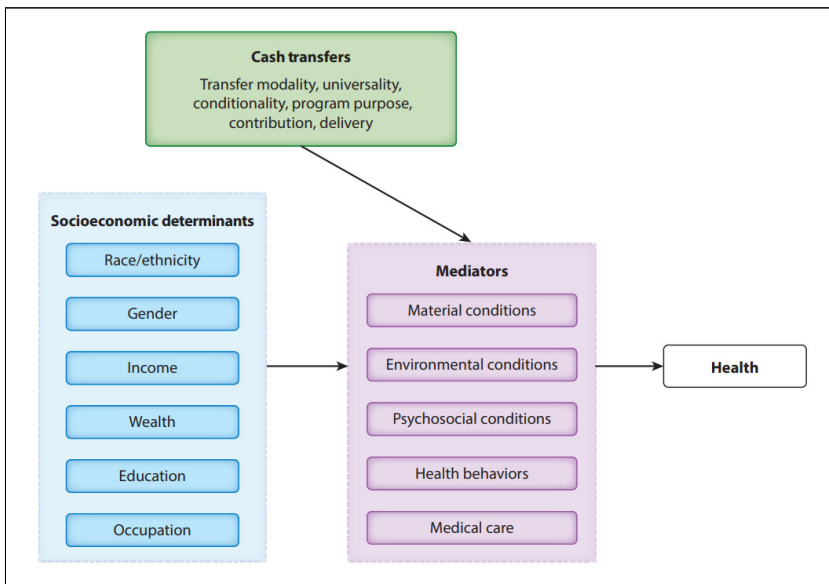 Cash transfers
Transfer modality, universality,
conditionality, program purpose,
contribution, delivery
Socioeconomic determinants
Race/ethnicity
Gender
Income
Wealth
Education
Occupation
Mediators
Material conditions
Environmental conditions
Psychosocial conditions
Health behaviors
Medical care
Health